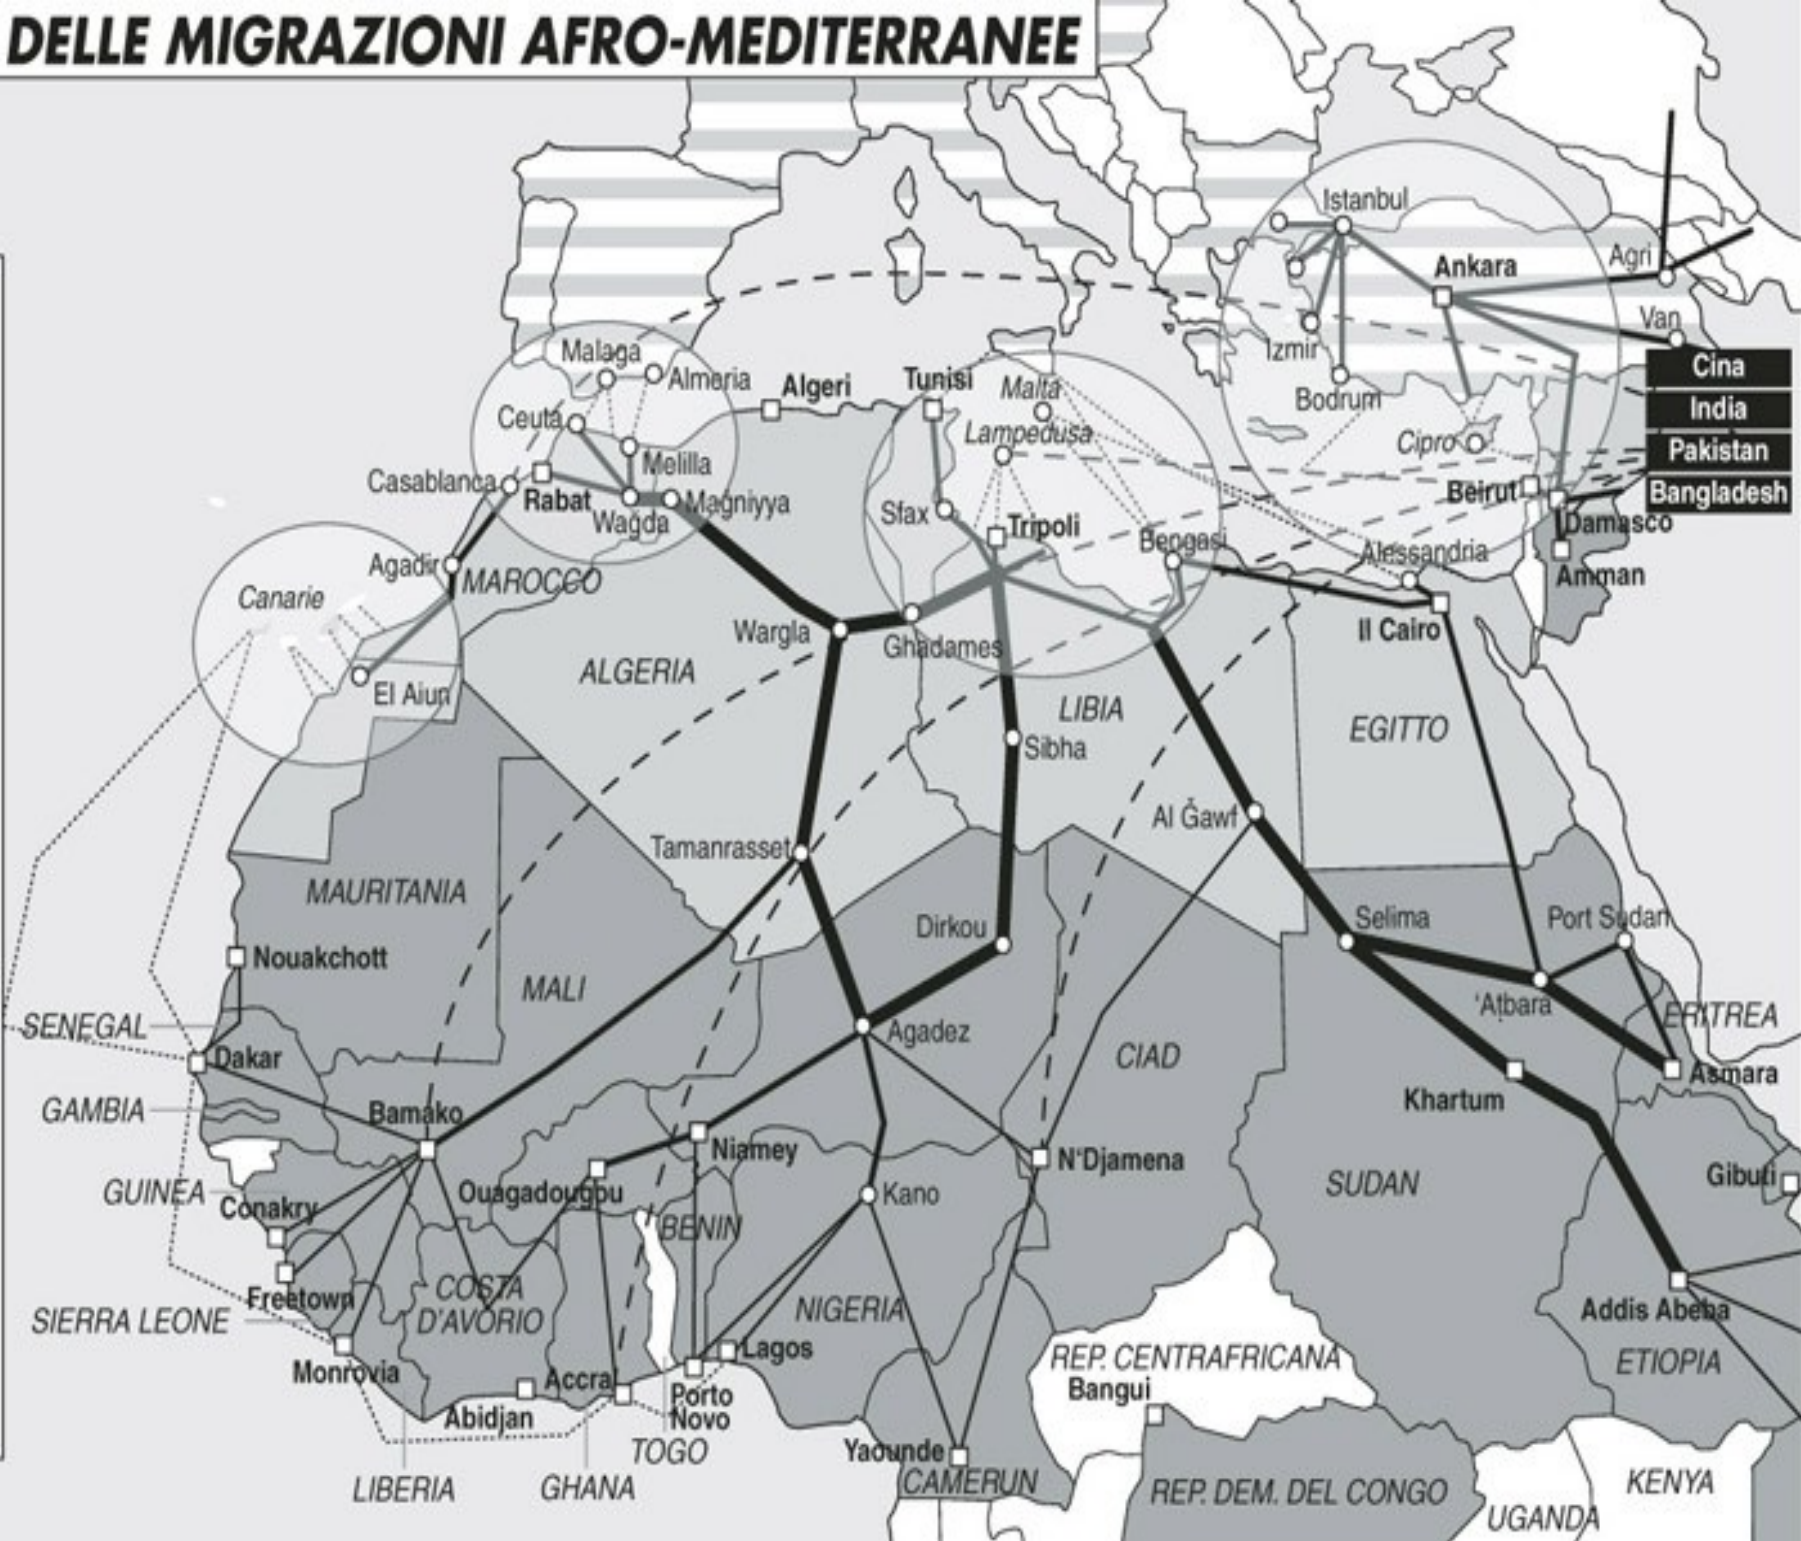 DELLE MIGRAZIONI AFRO-MEDITERRANEE
Istanbul
Ankara
Agri
Van
Izmir
Bodrum
Cipro
Cina
India
Pakistan
Bangladesh
Malaga
Almeria
Ceuta
Melilla
Casablanca
Rabat
Wağda
Mağniyya
Algeri
Tunisi
Malta
Lampedusa
Sfax
Tripoli
Bengasi
Alessandria
Il Cairo
Beirut
Damasco
Amman
Agadir
MAROCCO
Canarie
El Aiun
Wargla
Ghadames
ALGERIA
LIBIA
EGITTO
Sibha
Al Ğawf
Tamanrasset
MAURITANIA
Dirkou
Selima
Port Sudan
Nouakchott
MALI
'Aṭbara
ERITREA
SENEGAL
Dakar
Agadez
CIAD
Asmara
GAMBIA
Bamako
Khartum
Niamey
N'Djamena
GUINEA
Conakry
Ouagadougou
Kano
SUDAN
Gibuti
BENIN
Freetown
COSTA
D'AVORIO
NIGERIA
Addis Abeba
SIERRA LEONE
Monrovia
Lagos
REP. CENTRAFRICANA
ETIOPIA
Accra
Porto
Novo
Bangui
Abidjan
TOGO
Yaounde
LIBERIA
GHANA
CAMERUN
REP. DEM. DEL CONGO
KENYA
UGANDA